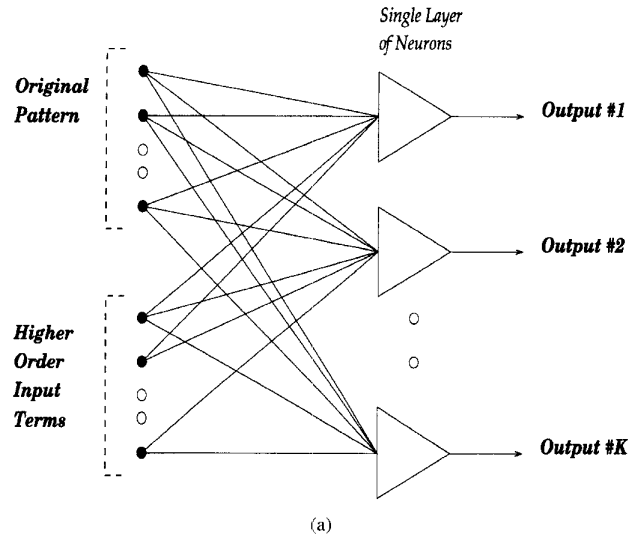 Single Layer
of Neurons
Original
Pattern
Output #1
Output #2
Higher
Order
Input
Terms
Output #K
(a)